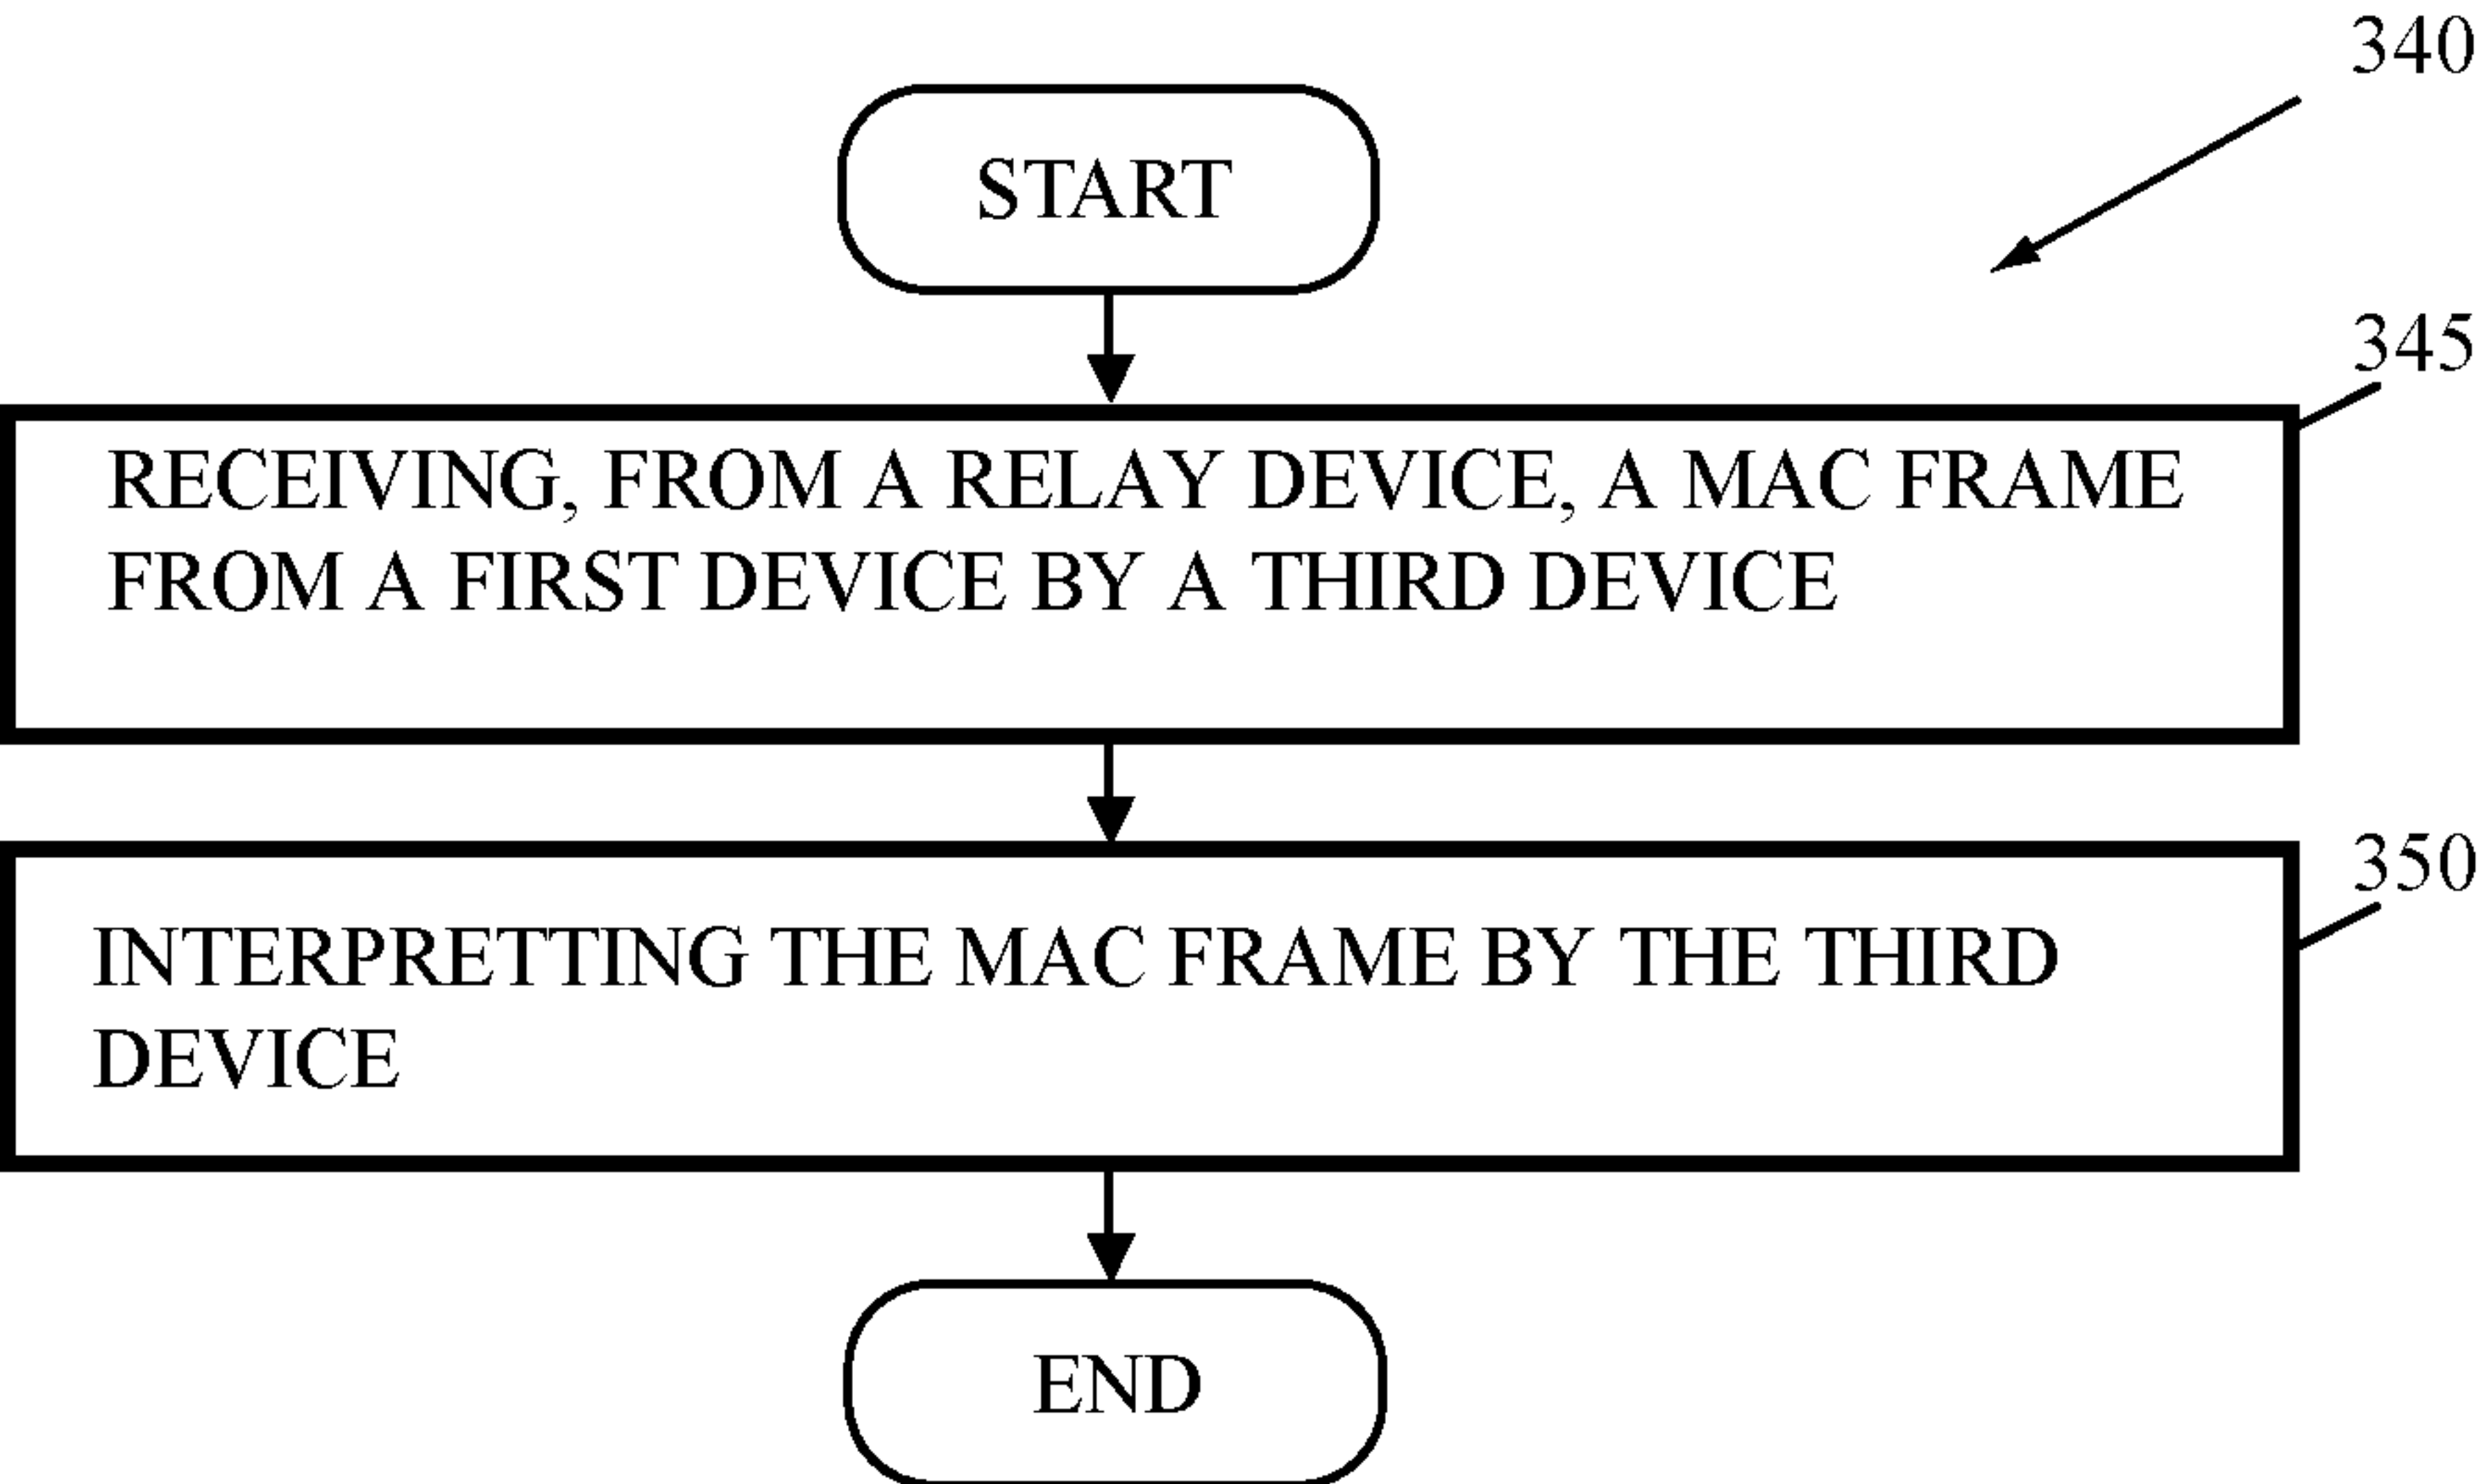 340
START
345
RECEIVING, FROM A RELAY DEVICE, A MAC FRAME
FROM A FIRST DEVICE BY A THIRD DEVICE
350
INTERPRETTING THE MAC FRAME BY THE THIRD
DEVICE
END